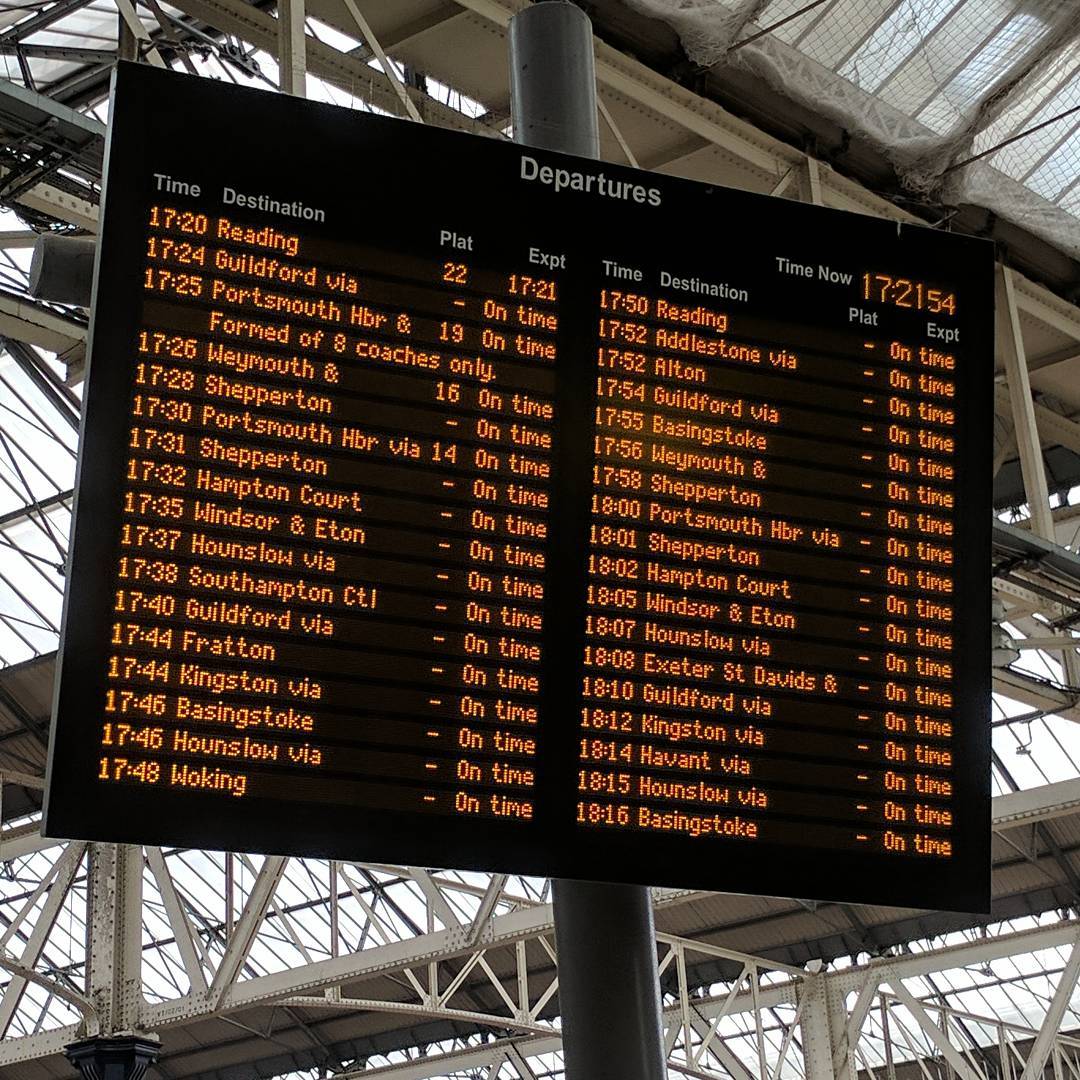 Departures
Time Destination Plat Expt
17:20 Reading 22 17:21
17:24 Guildford via - On time
17:25 Portsmouth Hbr & 19 On time
Formed of 8 coaches only.
17:26 Weymouth & 16 On time
17:28 Shepperton - On time
17:30 Portsmouth Hbr via 14 On time
17:31 Shepperton - On time
17:32 Hampton Court - On time
17:35 Windsor & Eton - On time
17:37 Hounslow via - On time
17:38 Southampton Ctl - On time
17:40 Guildford via - On time
17:44 Fratton - On time
17:44 Kingston via - On time
17:46 Basingstoke - On time
17:46 Hounslow via - On time
17:48 Woking - On time
Time Now 17:21 54
Time Destination Plat Expt
17:50 Reading - On time
17:52 Addlestone via - On time
17:52 Alton - On time
17:54 Guildford via - On time
17:55 Basingstoke - On time
17:56 Weymouth & - On time
17:58 Shepperton - On time
18:00 Portsmouth Hbr via - On time
18:01 Shepperton - On time
18:02 Hampton Court - On time
18:05 Windsor & Eton - On time
18:07 Hounslow via - On time
18:08 Exeter St Davids & - On time
18:10 Guildford via - On time
18:12 Kingston via - On time
18:14 Havant via - On time
18:15 Hounslow via - On time
18:16 Basingstoke - On time